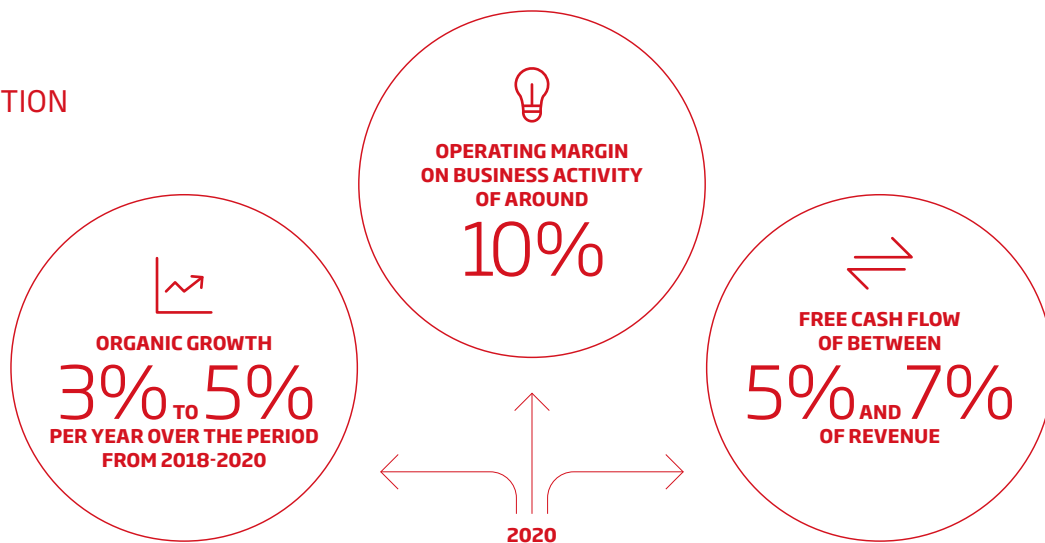 TION
OPERATING MARGIN
ON BUSINESS ACTIVITY
OF AROUND
10%
ORGANIC GROWTH
3% TO 5%
PER YEAR OVER THE PERIOD
FROM 2018-2020
FREE CASH FLOW
OF BETWEEN
5% AND 7%
OF REVENUE
2020